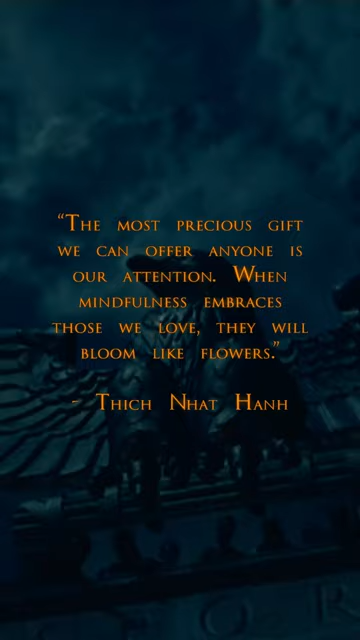 “The most precious gift
we can offer anyone is
our attention. When
mindfulness embraces
those we love, they will
bloom like flowers.”
- Thich Nhat Hanh